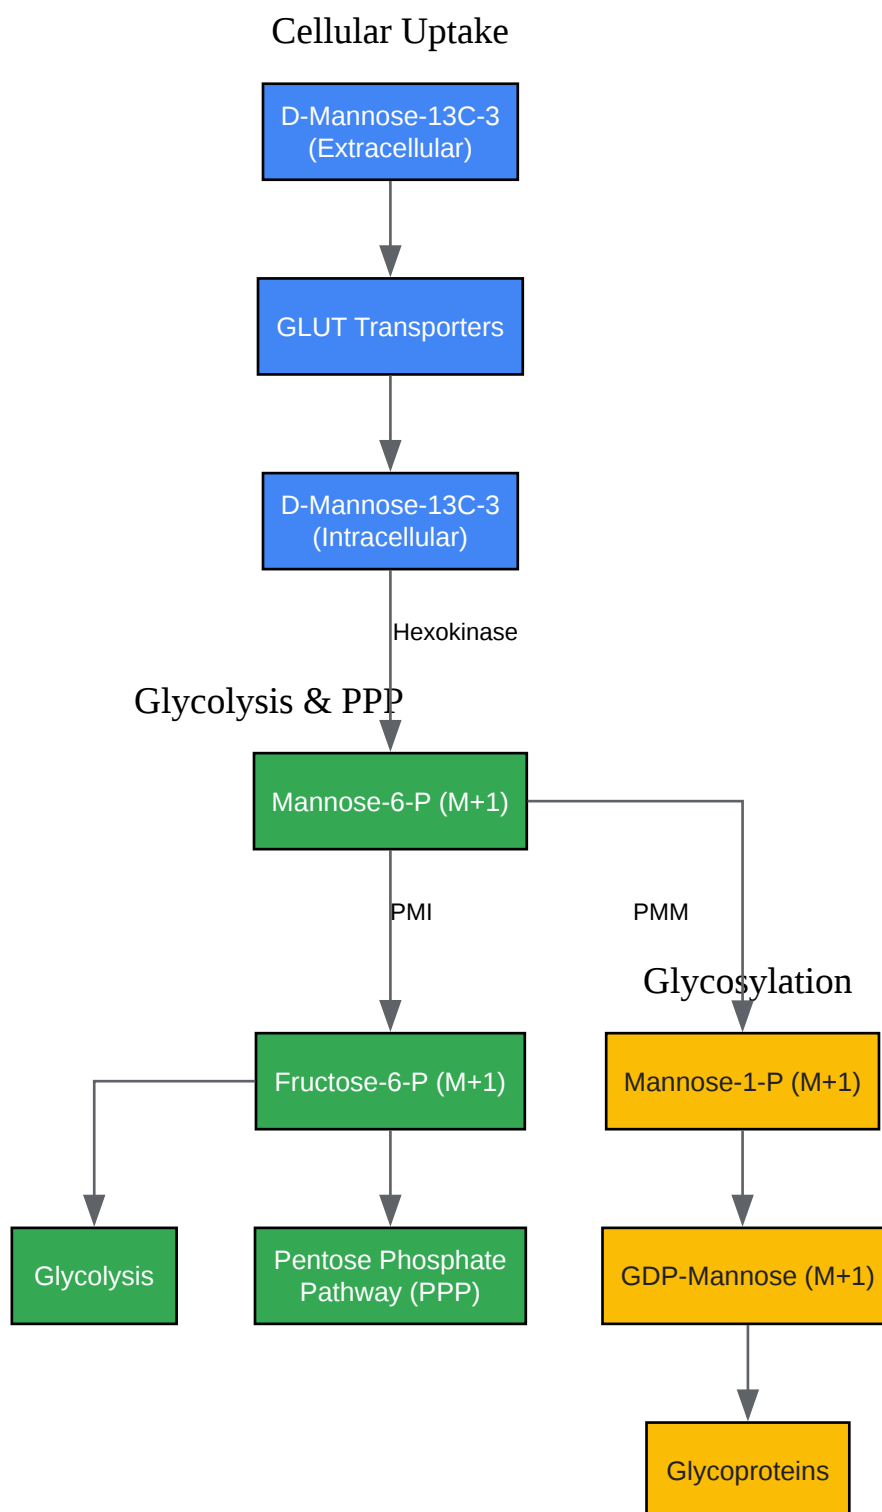 Cellular Uptake
D-Mannose-13C-3
(Extracellular)
GLUT Transporters
D-Mannose-13C-3
(Intracellular)
Hexokinase
Glycolysis & PPP
Mannose-6-P (M+1)
PMI
PMM
Glycosylation
Fructose-6-P (M+1)
Mannose-1-P (M+1)
Glycolysis
Pentose Phosphate
Pathway (PPP)
GDP-Mannose (M+1)
Glycoproteins